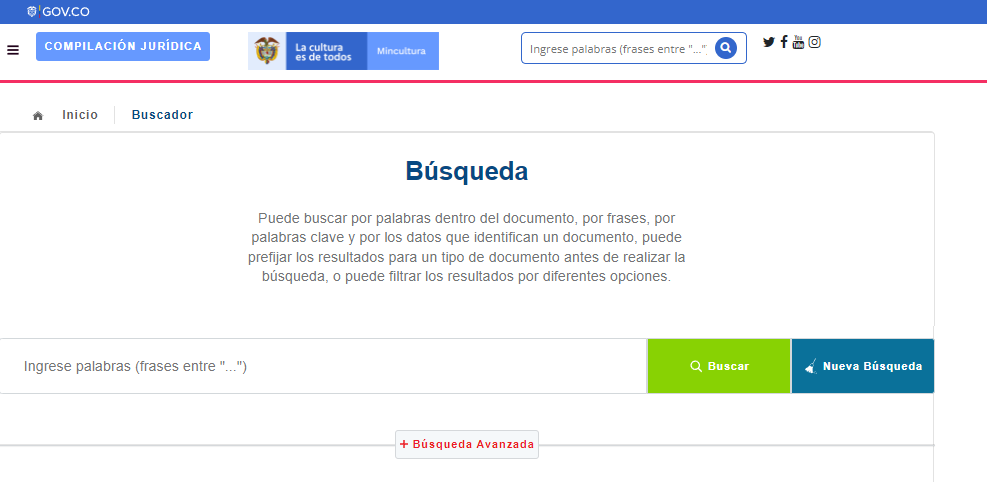 GOV.CO
COMPILACIÓN JURÍDICA
La cultura
es de todos
Mincultura
Ingrese palabras (frases entre "..."
You
Tube
Inicio
Buscador
Búsqueda
Puede buscar por palabras dentro del documento, por frases, por
palabras clave y por los datos que identifican un documento, puede
prefijar los resultados para un tipo de documento antes de realizar la
búsqueda, o puede filtrar los resultados por diferentes opciones.
Ingrese palabras (frases entre "...")
Buscar
Nueva Búsqueda
+ Búsqueda Avanzada